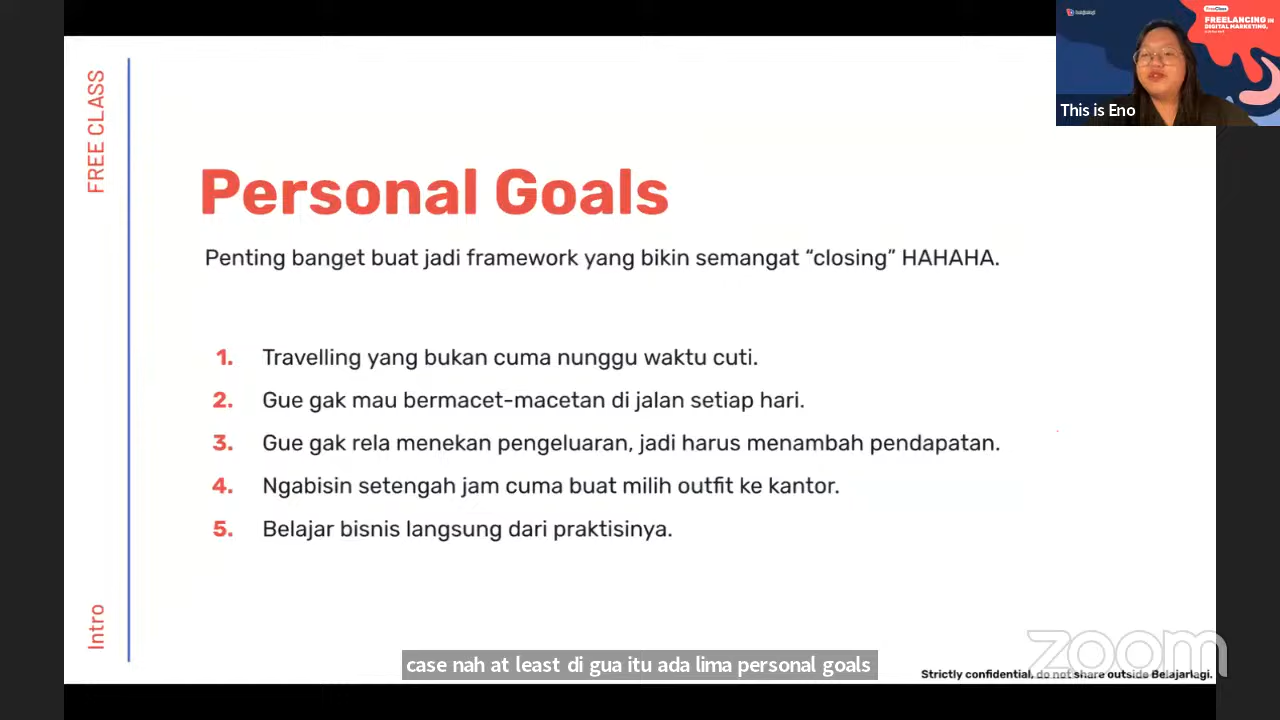 FREE CLASS
Personal Goals
Penting banget buat jadi framework yang bikin semangat “closing” HAHAHA.
1. Travelling yang bukan cuma nunggu waktu cuti.
2. Gue gak mau bermacet-macetan di jalan setiap hari.
3. Gue gak rela menekan pengeluaran, jadi harus menambah pendapatan.
4. Ngabisin setengah jam cuma buat milih outfit ke kantor.
5. Belajar bisnis langsung dari praktisinya.
Intro
case nah at least di gua itu ada lima personal goals
zoom
Strictly confidential, do not share outside Belajarlagi.
belajarlagi
FreeClass
FREELANCING IN
DIGITAL MARKETING,
This is Eno